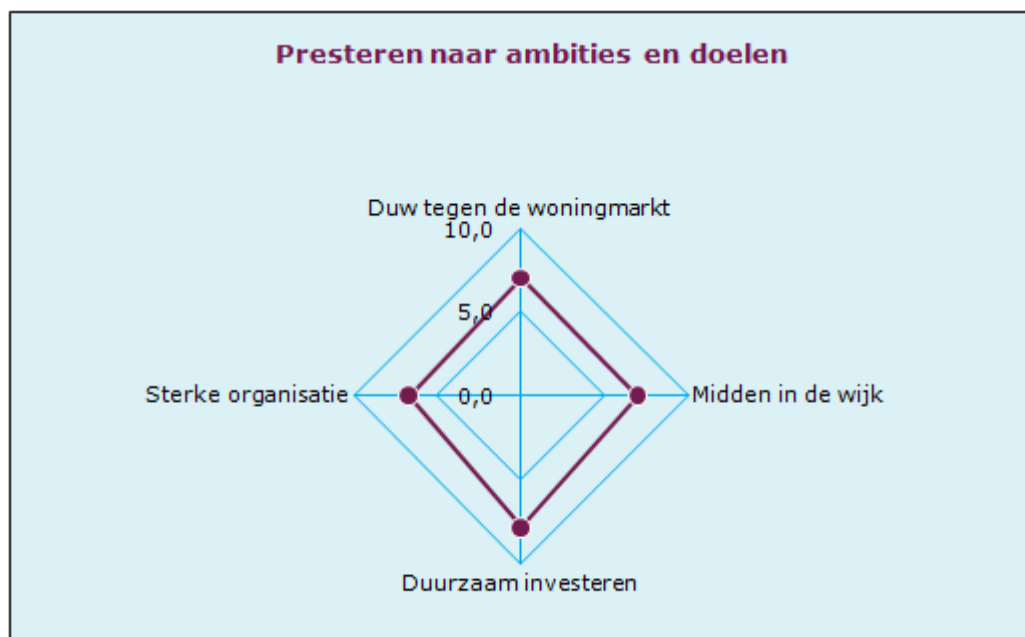 Presteren naar ambities en doelen
Duw tegen de woningmarkt
10,0
5,0
Sterke organisatie
0,0
Midden in de wijk
Duurzaam investeren